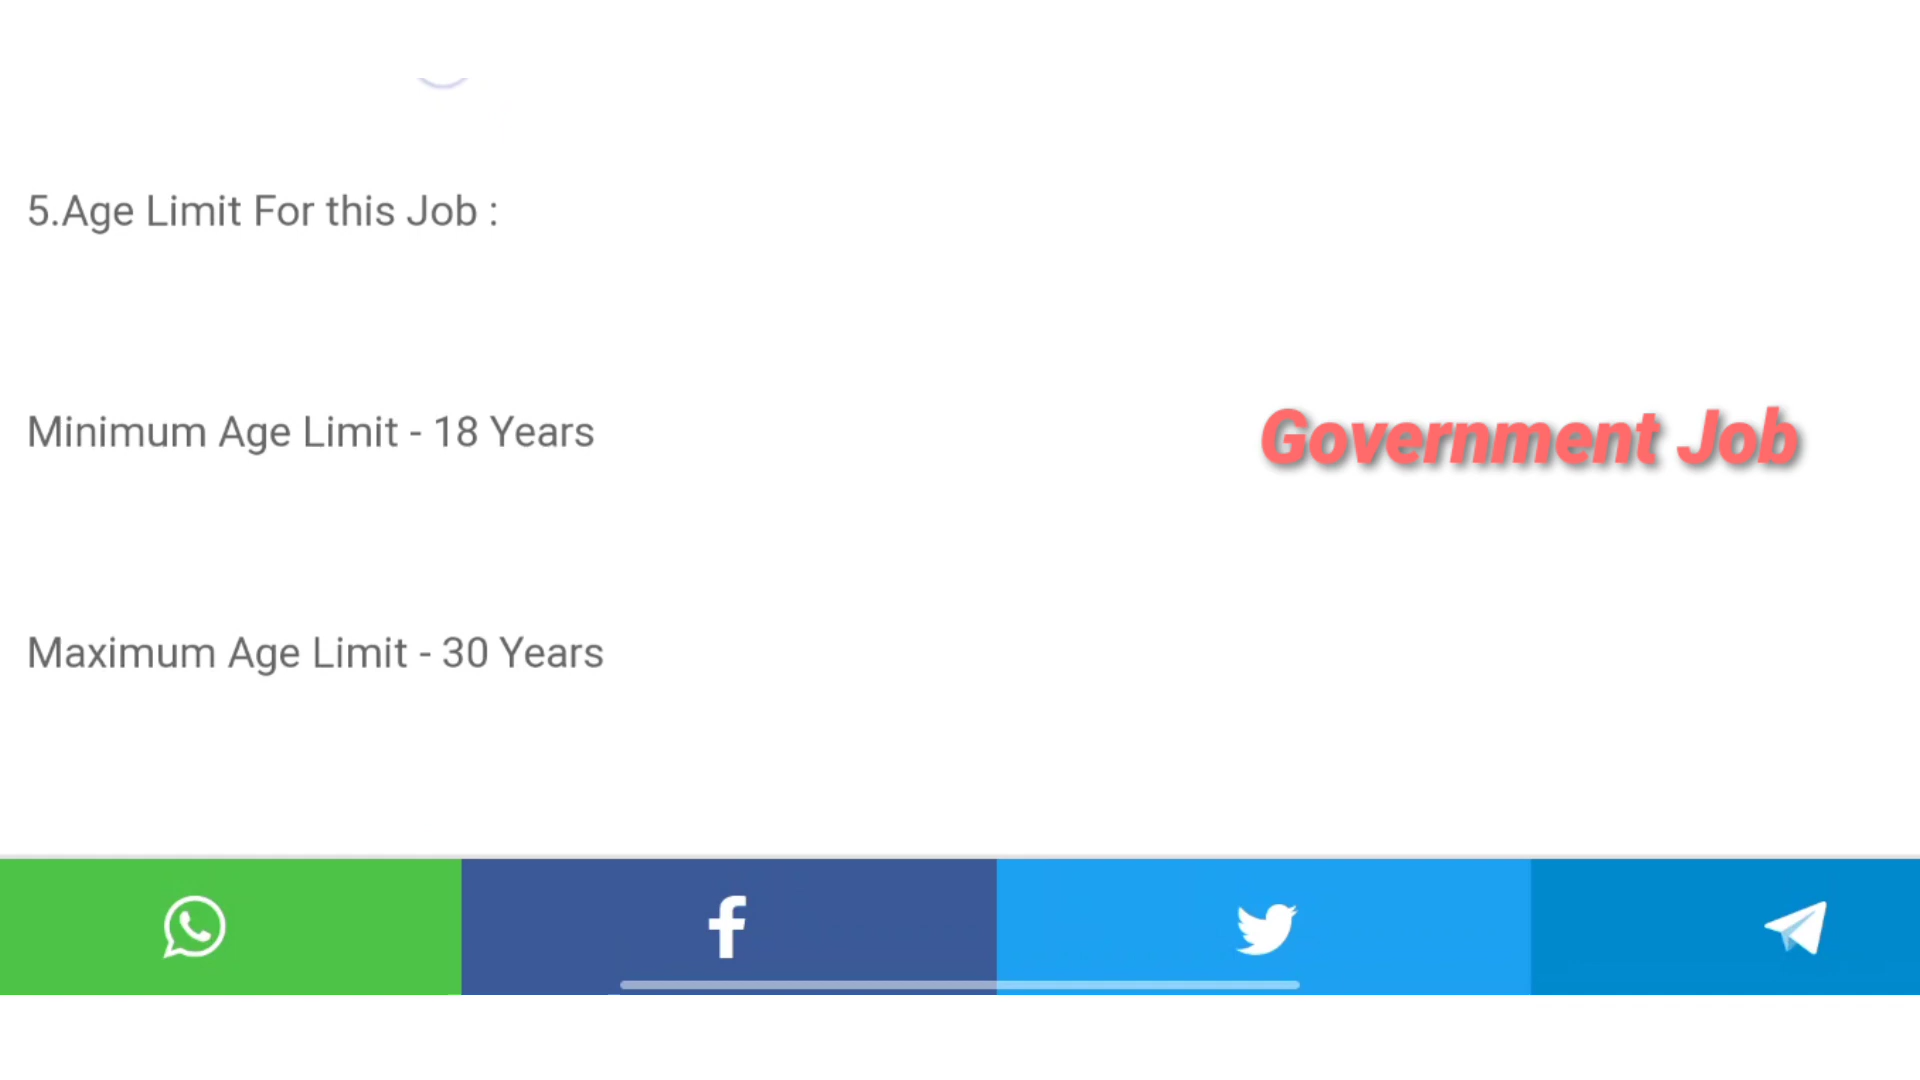 5.Age Limit For this Job :
Minimum Age Limit - 18 Years
Government Job
Maximum Age Limit - 30 Years